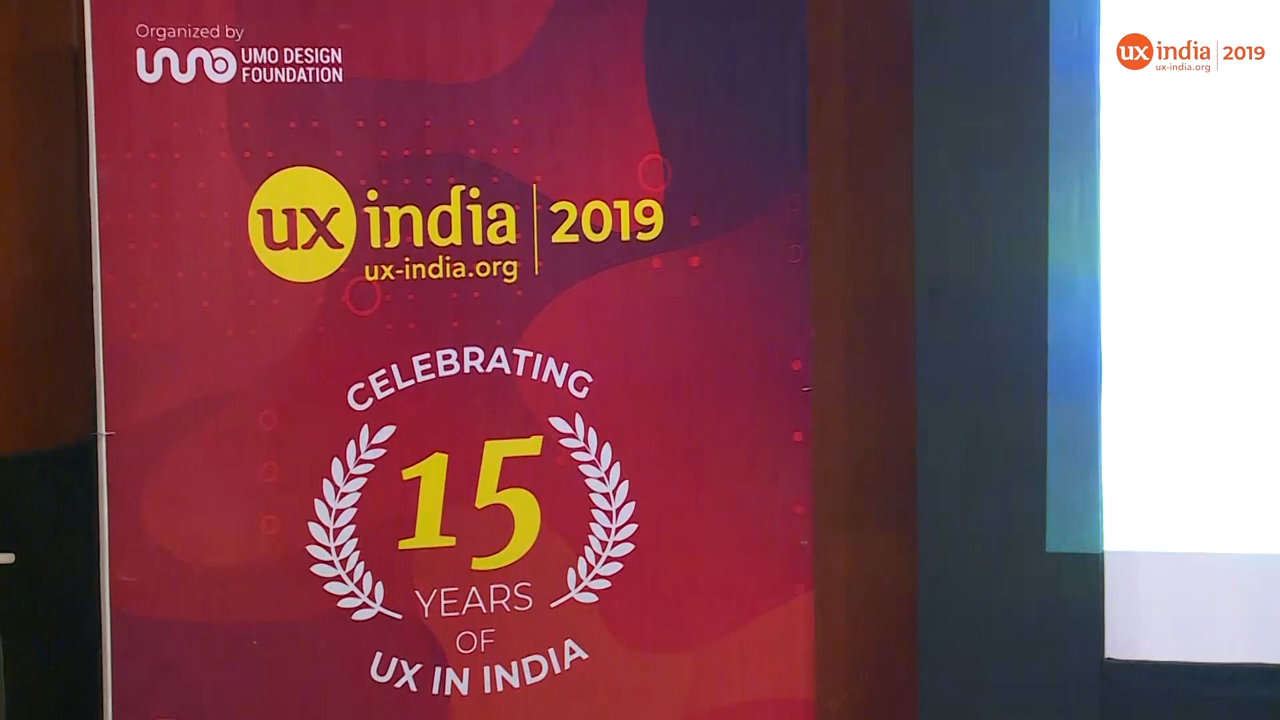 Organized by
UMO DESIGN
FOUNDATION
ux india | 2019
ux-india.org
CELEBRATING
15
YEARS
OF
UX IN INDIA
ux india | 2019
ux-india.org